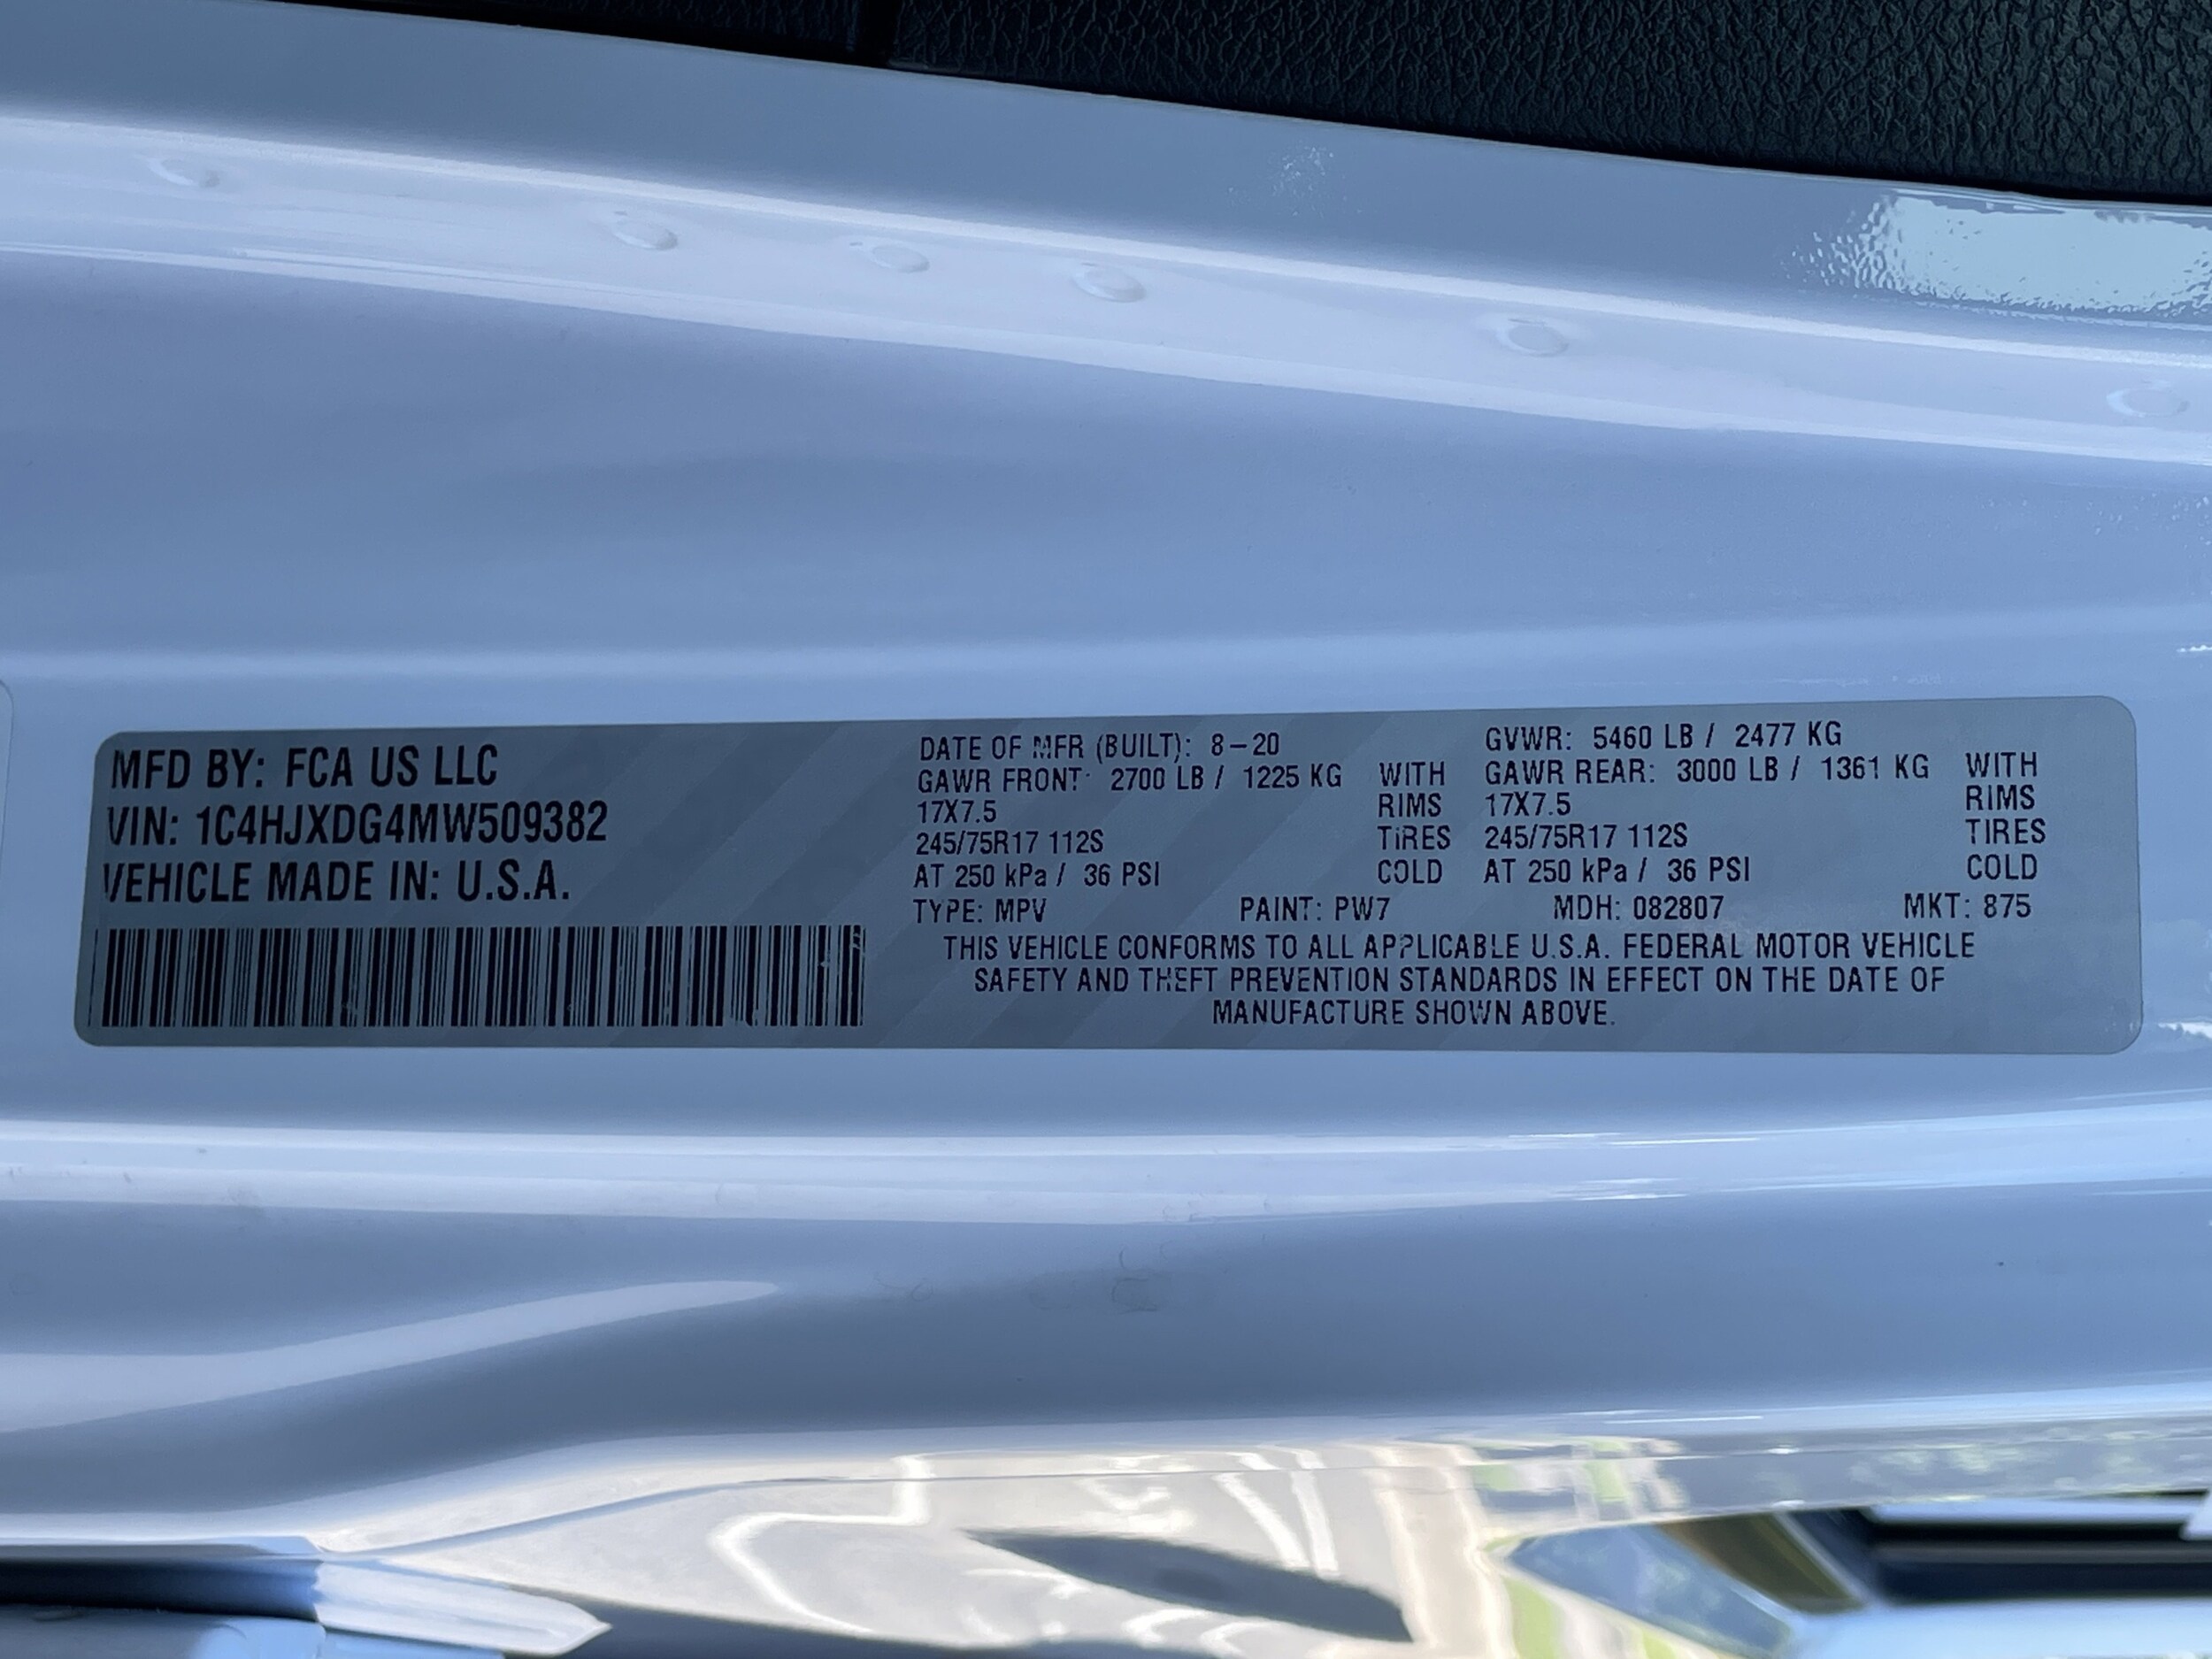 MFD BY: FCA US LLC
VIN: 1C4HJXDG4MW509382
VEHICLE MADE IN: U.S.A.
DATE OF MFR (BUILT): 8-20
GAWR FRONT: 2700 LB / 1225 KG WITH
17X7.5 RIMS
245/75R17 112S TIRES
AT 250 kPa / 36 PSI COLD
GVWR: 5460 LB / 2477 KG
GAWR REAR: 3000 LB / 1361 KG WITH
17X7.5 RIMS
245/75R17 112S TIRES
AT 250 kPa / 36 PSI COLD
TYPE: MPV PAINT: PW7 MDH: 082807 MKT: 875
THIS VEHICLE CONFORMS TO ALL APPLICABLE U.S.A. FEDERAL MOTOR VEHICLE
SAFETY AND THEFT PREVENTION STANDARDS IN EFFECT ON THE DATE OF
MANUFACTURE SHOWN ABOVE.